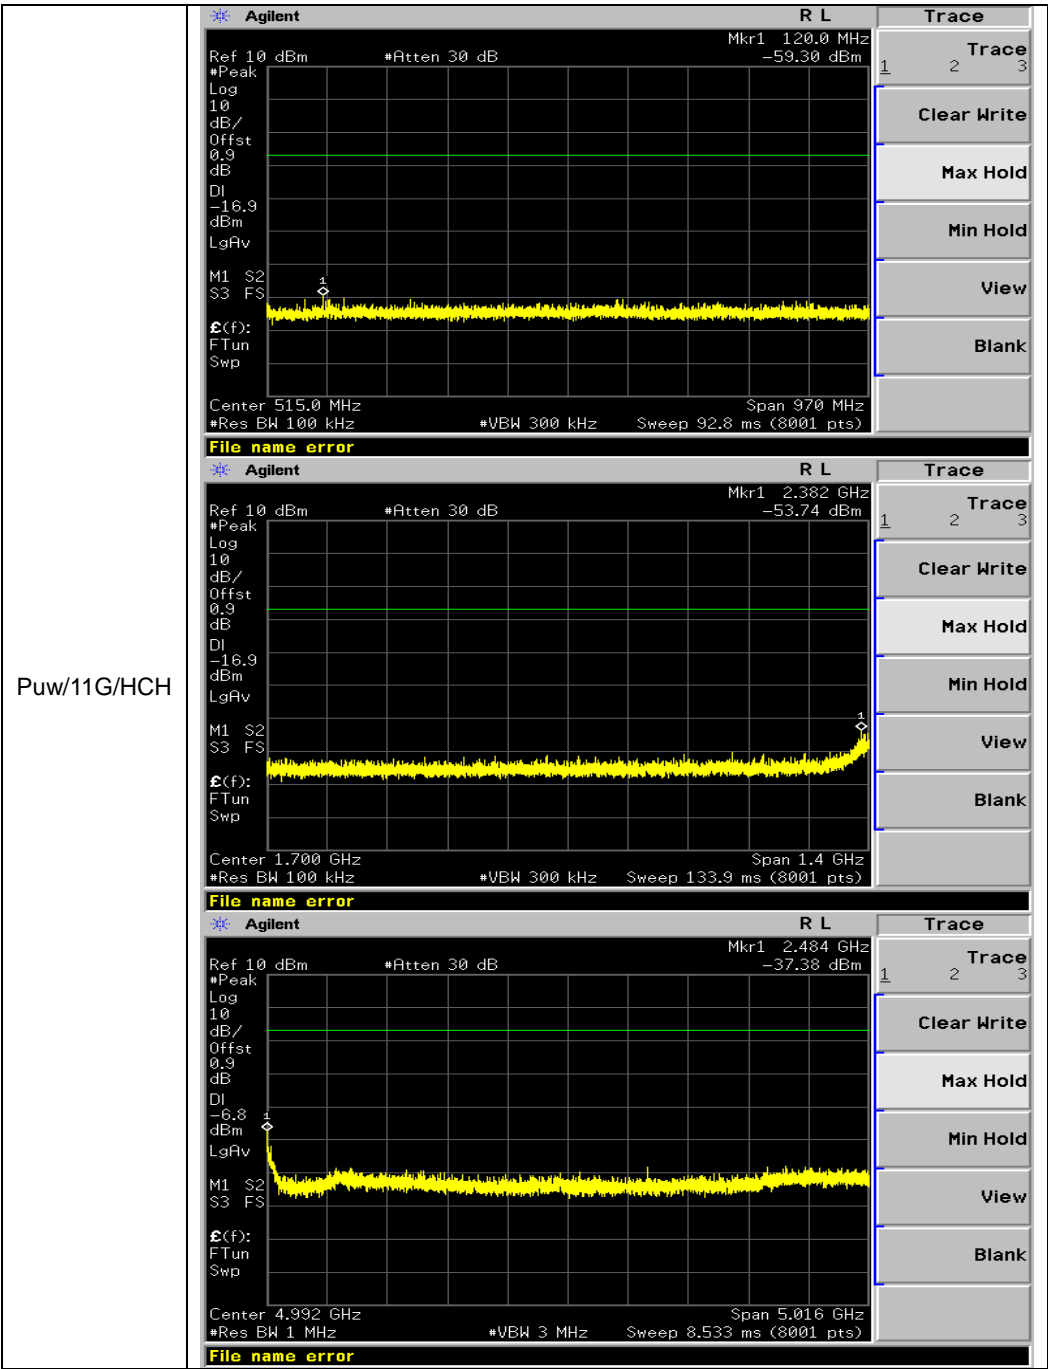 Puw/11G/HCH
Agilent R L Trace
Mkr1 120.0 MHz
Ref 10 dBm #Atten 30 dB -59.30 dBm
#Peak
Log
10
dB/
Offst
0.9
dB
DI
-16.9
dBm
LgAv
M1 S2
S3 FS
£(f):
FTun
Swp
1
Center 515.0 MHz Span 970 MHz
#Res BW 100 kHz #VBW 300 kHz Sweep 92.8 ms (8001 pts)
File name error
Trace
1 2 3
Clear Write
Max Hold
Min Hold
View
Blank
Agilent R L Trace
Mkr1 2.382 GHz
Ref 10 dBm #Atten 30 dB -53.74 dBm
#Peak
Log
10
dB/
Offst
0.9
dB
DI
-16.9
dBm
LgAv
M1 S2
S3 FS
£(f):
FTun
Swp
1
Center 1.700 GHz Span 1.4 GHz
#Res BW 100 kHz #VBW 300 kHz Sweep 133.9 ms (8001 pts)
File name error
Trace
1 2 3
Clear Write
Max Hold
Min Hold
View
Blank
Agilent R L Trace
Mkr1 2.484 GHz
Ref 10 dBm #Atten 30 dB -37.38 dBm
#Peak
Log
10
dB/
Offst
0.9
dB
DI
-6.8
dBm
LgAv
M1 S2
S3 FS
£(f):
FTun
Swp
1
Center 4.992 GHz Span 5.016 GHz
#Res BW 1 MHz #VBW 3 MHz Sweep 8.533 ms (8001 pts)
File name error
Trace
1 2 3
Clear Write
Max Hold
Min Hold
View
Blank